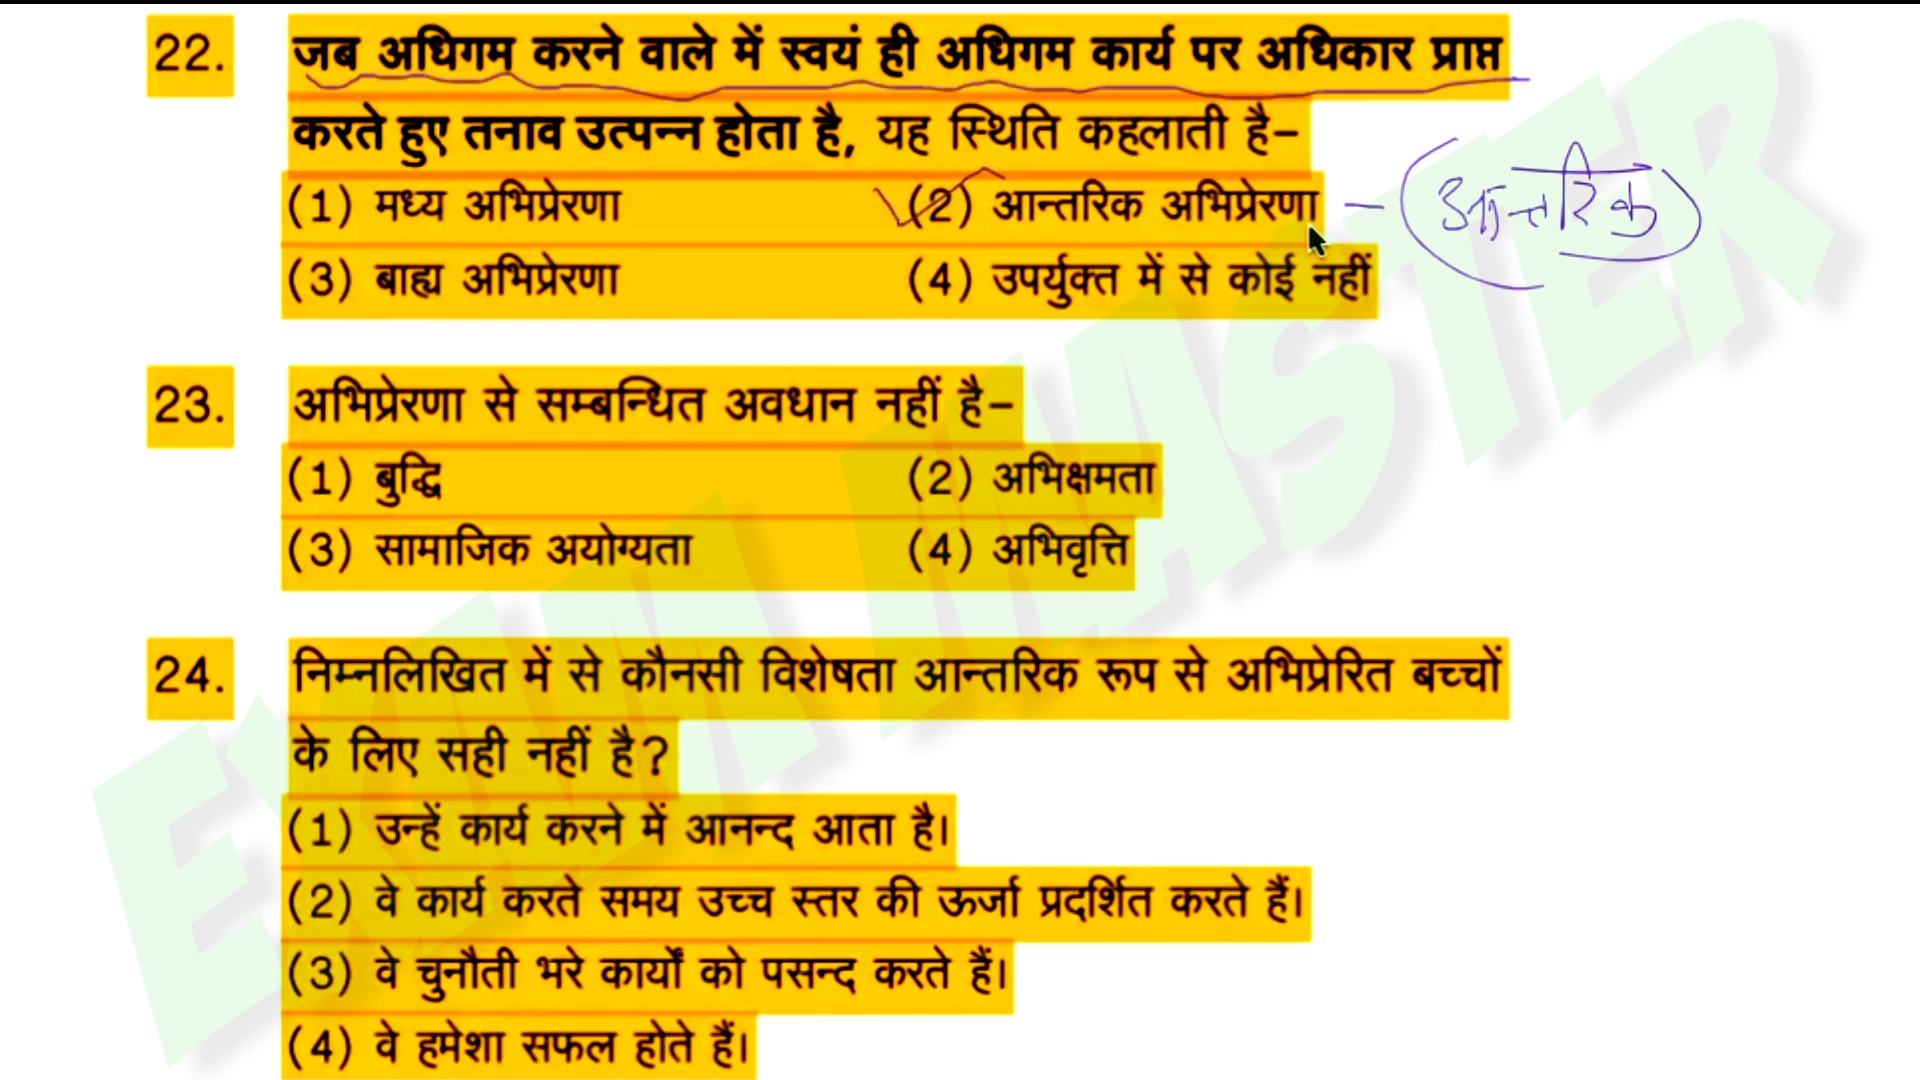 22. जब अधिगम करने वाले में स्वयं ही अधिगम कार्य पर अधिकार प्राप्त
करते हुए तनाव उत्पन्न होता है, यह स्थिति कहलाती है–
(1) मध्य अभिप्रेरणा (2) आन्तरिक अभिप्रेरणा – (आन्तरिक)
(3) बाह्य अभिप्रेरणा (4) उपर्युक्त में से कोई नहीं
23. अभिप्रेरणा से सम्बन्धित अवधान नहीं है–
(1) बुद्धि (2) अभिक्षमता
(3) सामाजिक अयोग्यता (4) अभिवृत्ति
24. निम्नलिखित में से कौनसी विशेषता आन्तरिक रूप से अभिप्रेरित बच्चों
के लिए सही नहीं है?
(1) उन्हें कार्य करने में आनन्द आता है।
(2) वे कार्य करते समय उच्च स्तर की ऊर्जा प्रदर्शित करते हैं।
(3) वे चुनौती भरे कार्यों को पसन्द करते हैं।
(4) वे हमेशा सफल होते हैं।
EXAM MASTER